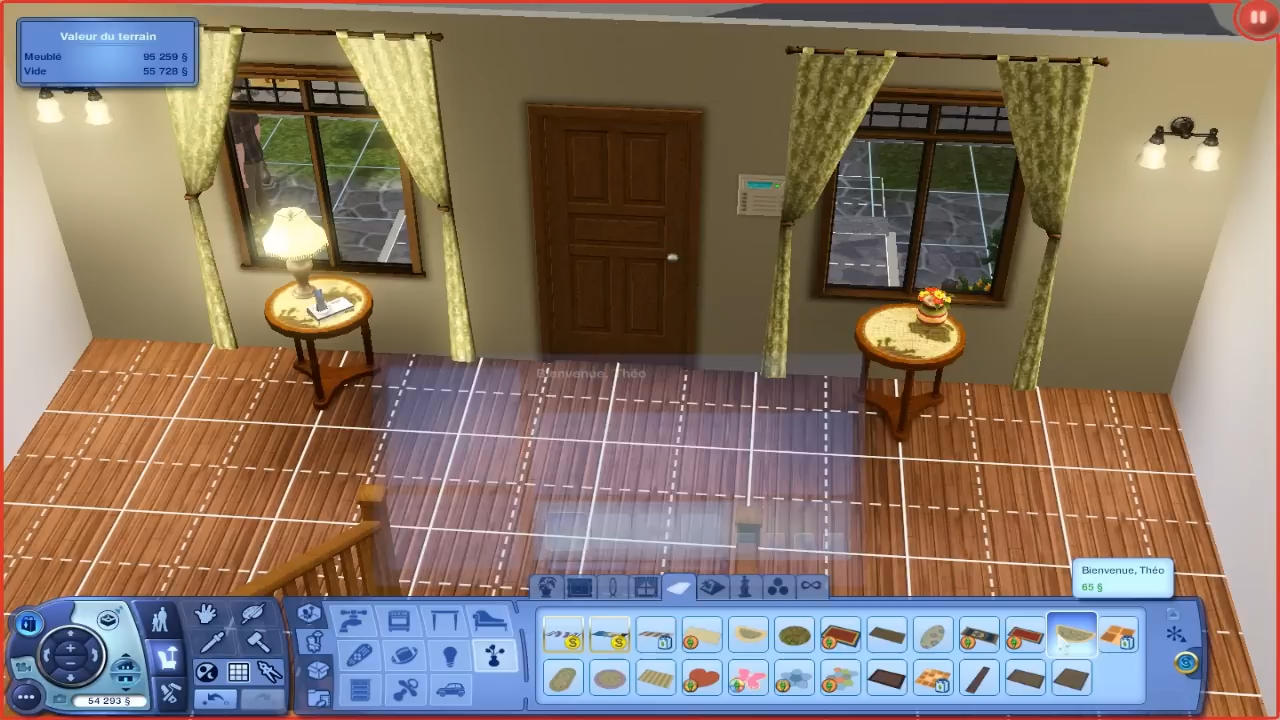 Valeur du terrain
Meublé 95 259 §
Vide 55 728 §
Bienvenue, Théo
Bienvenue, Théo
65 §
54 293 §